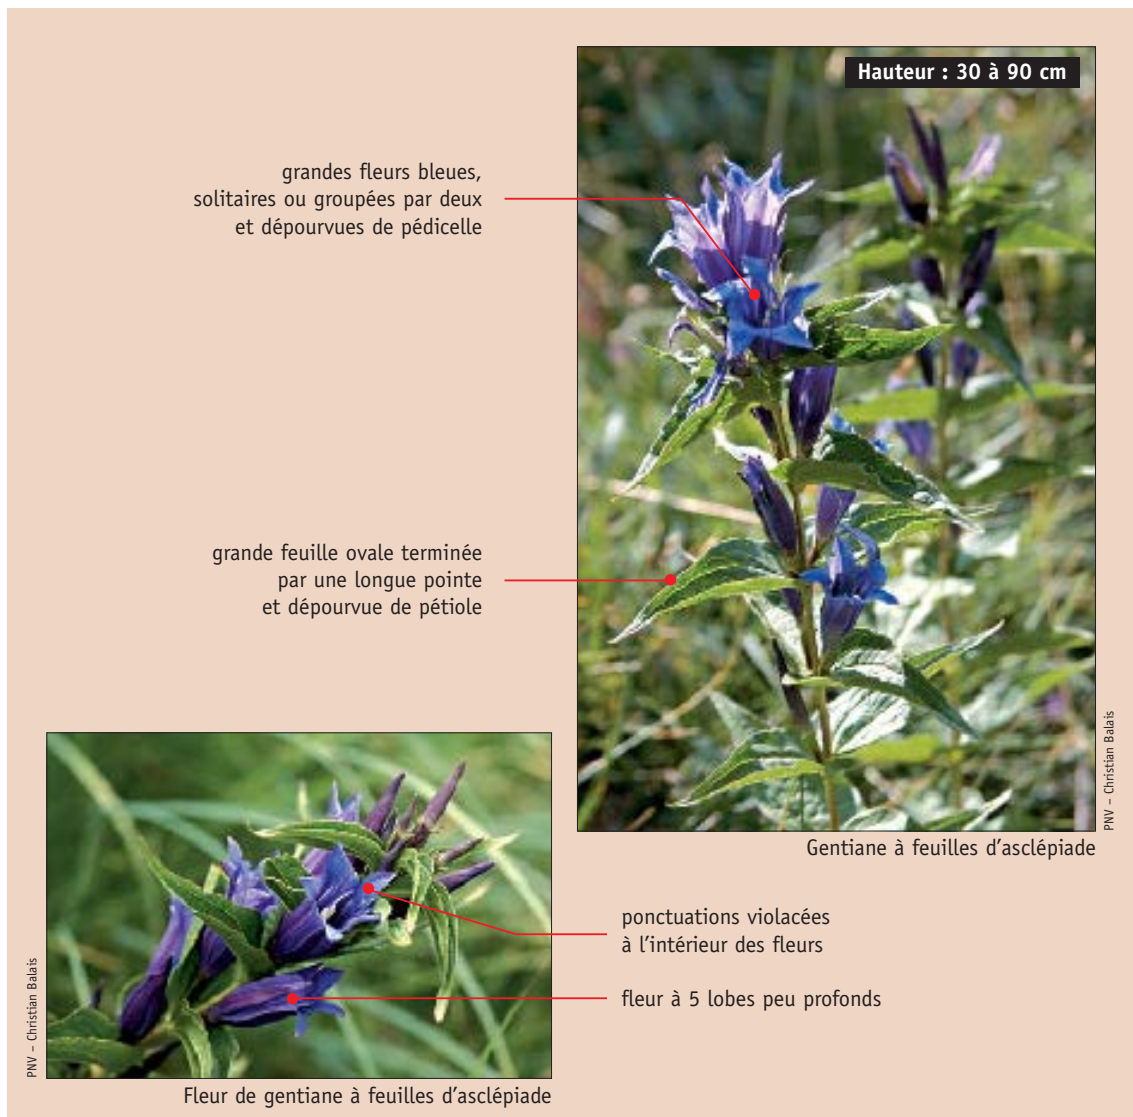 Hauteur : 30 à 90 cm
grandes fleurs bleues,
solitaires ou groupées par deux
et dépourvues de pédicelle
grande feuille ovale terminée
par une longue pointe
et dépourvue de pétiole
PNV – Christian Balais
Gentiane à feuilles d'asclépiade
ponctuations violacées
à l'intérieur des fleurs
fleur à 5 lobes peu profonds
PNV – Christian Balais
Fleur de gentiane à feuilles d'asclépiade